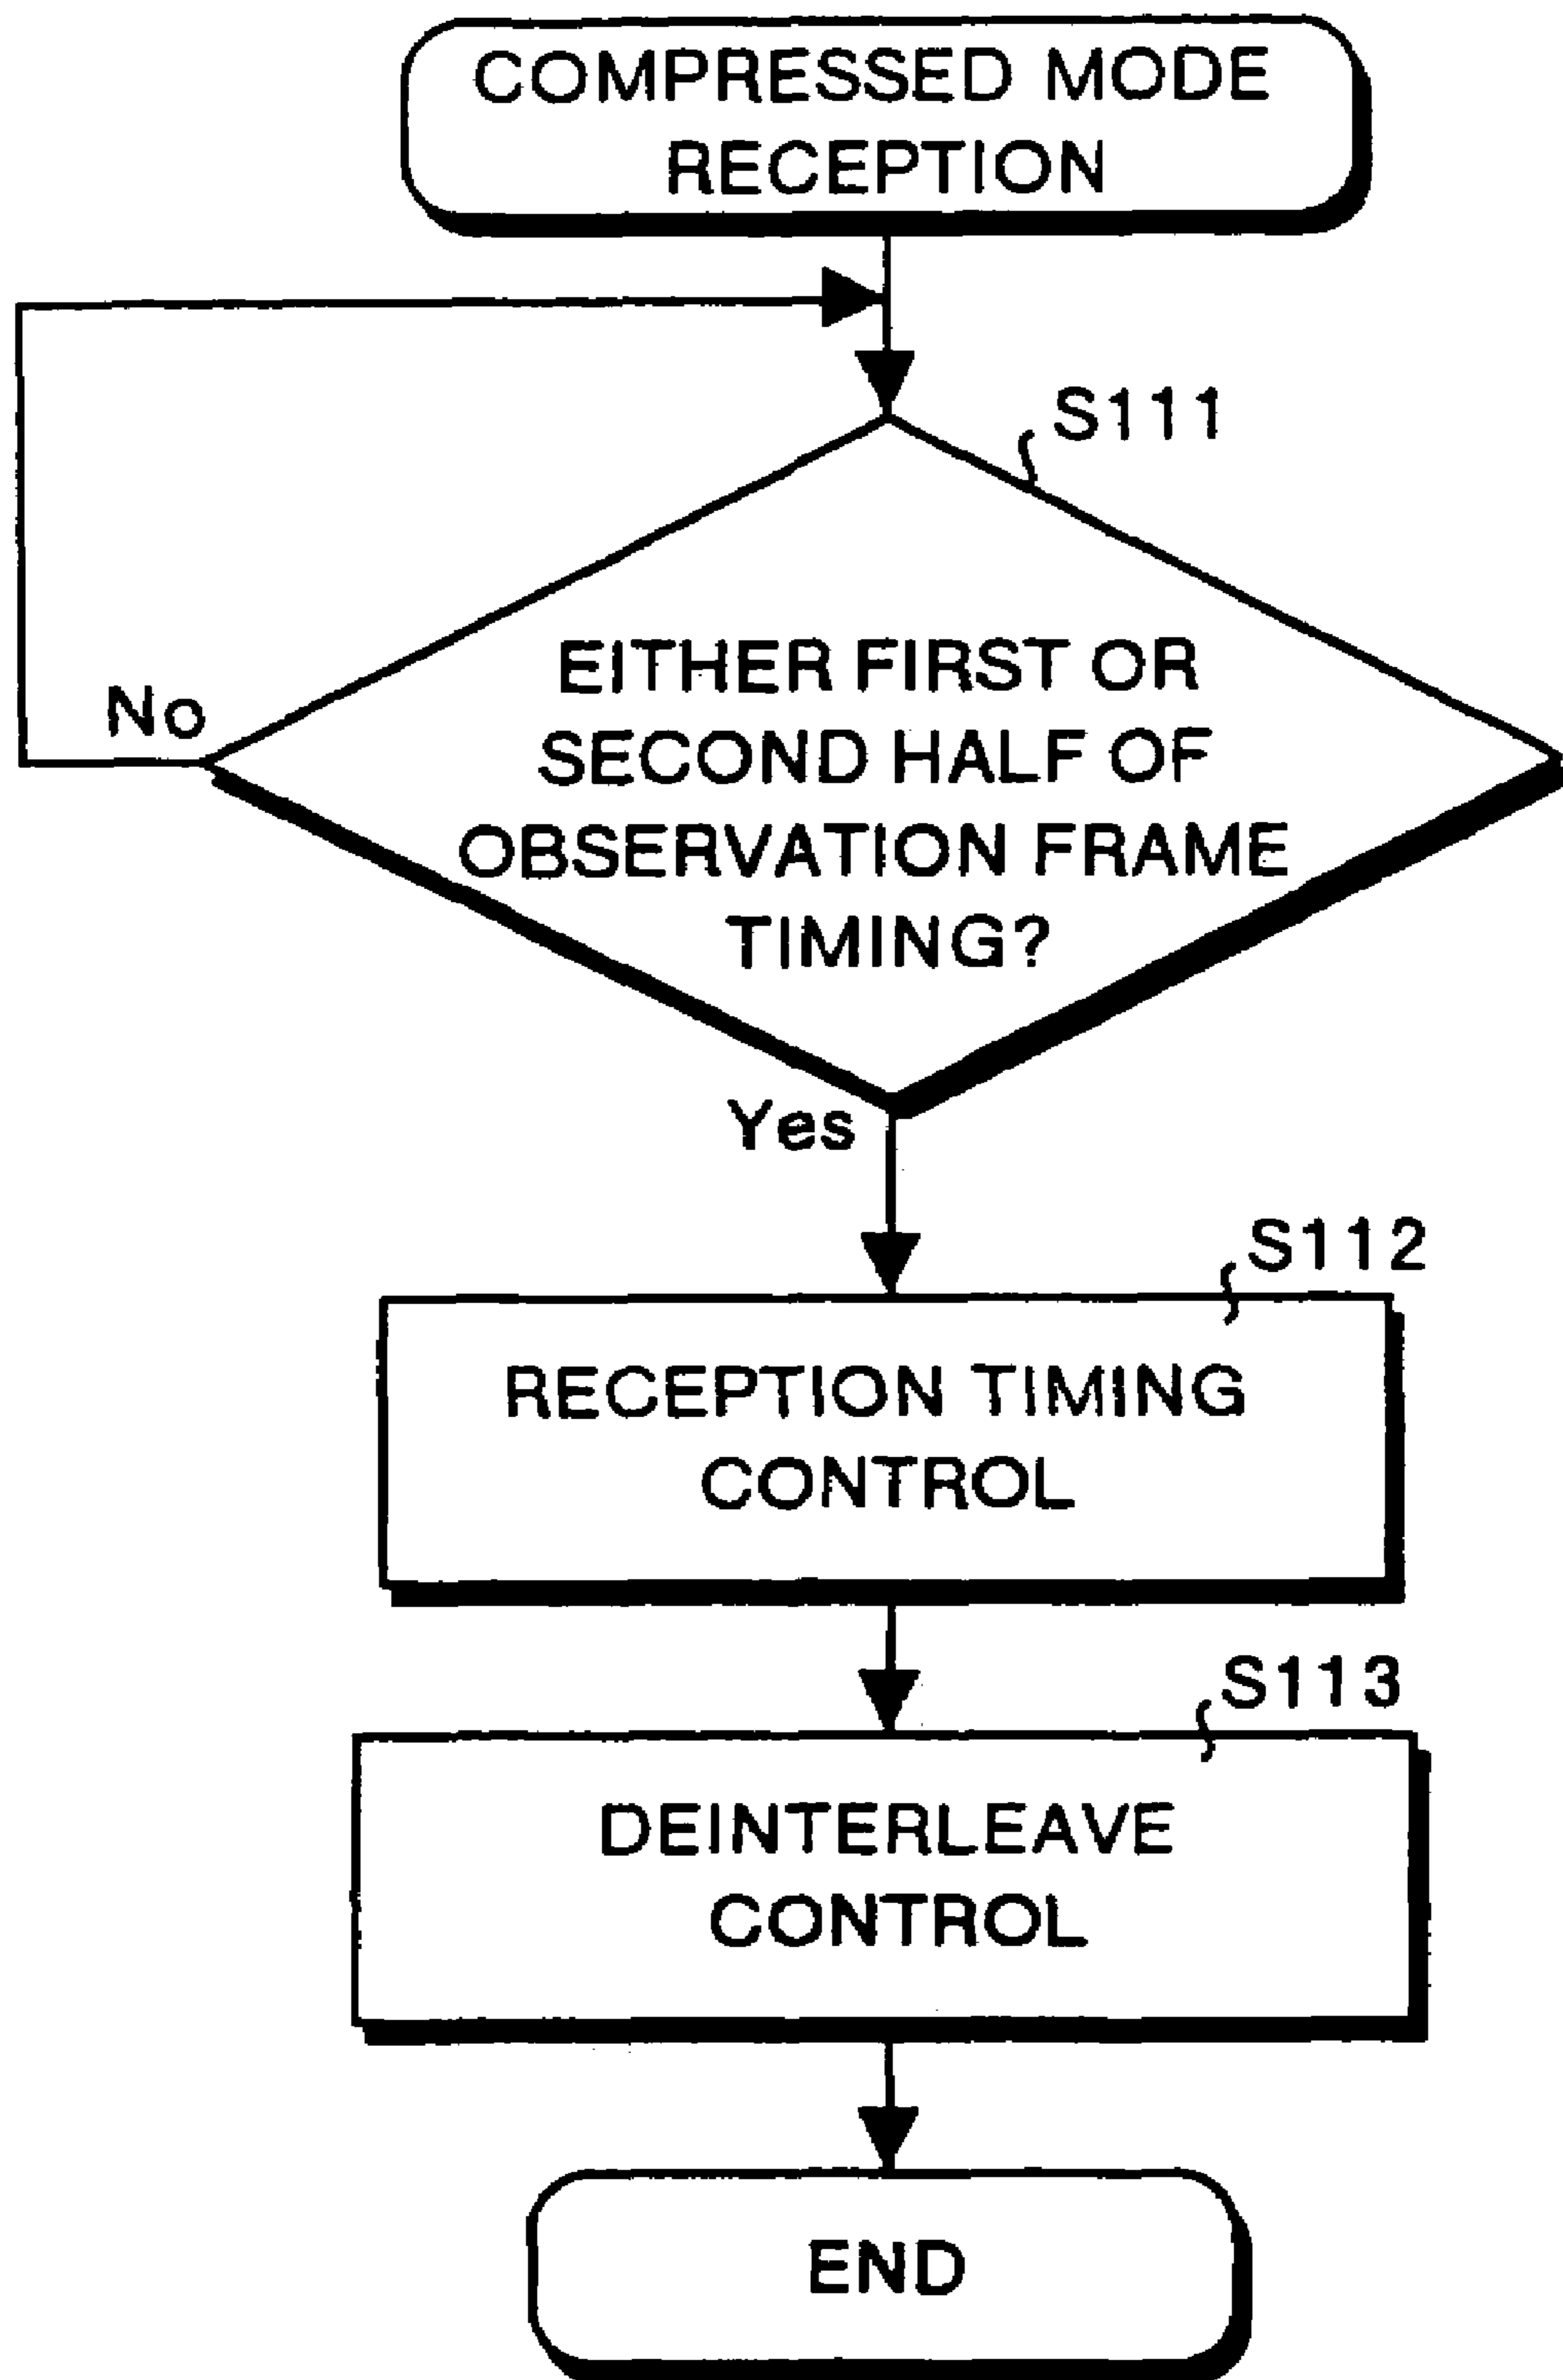 COMPRESSED MODE
RECEPTION
S111
EITHER FIRST OR
SECOND HALF OF
OBSERVATION FRAME
TIMING?
No
Yes
S112
RECEPTION TIMING
CONTROL
S113
DEINTERLEAVE
CONTROL
END